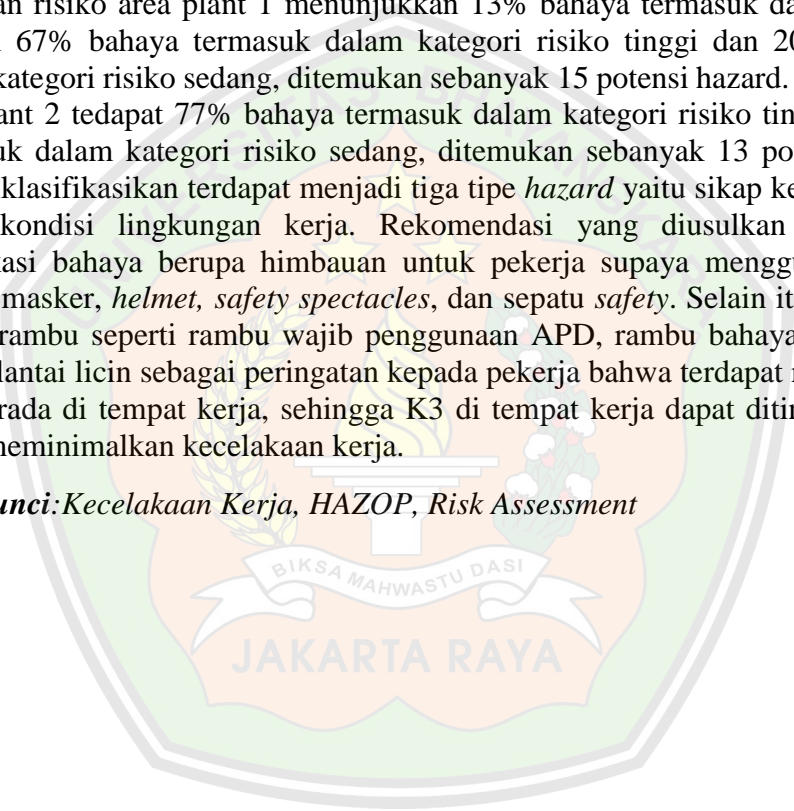 an risiko area plant 1 menunjukkan 13% bahaya termasuk da
67% bahaya termasuk dalam kategori risiko tinggi dan 20
kategori risiko sedang, ditemukan sebanyak 15 potensi hazard.
ant 2 tedapat 77% bahaya termasuk dalam kategori risiko tin
uk dalam kategori risiko sedang, ditemukan sebanyak 13 po
klasifikasikan terdapat menjadi tiga tipe hazard yaitu sikap ke
kondisi lingkungan kerja. Rekomendasi yang diusulkan
kasi bahaya berupa himbauan untuk pekerja supaya menggu
masker, helmet, safety spectacles, dan sepatu safety. Selain it
rambu seperti rambu wajib penggunaan APD, rambu bahaya
lantai licin sebagai peringatan kepada pekerja bahwa terdapat
rada di tempat kerja, sehingga K3 di tempat kerja dapat diti
meminimalkan kecelakaan kerja.
unci:Kecelakaan Kerja, HAZOP, Risk Assessment
UNIVERSITAS BHAYANGKARA
BIKSA MAHWASTU DASI
JAKARTA RAYA